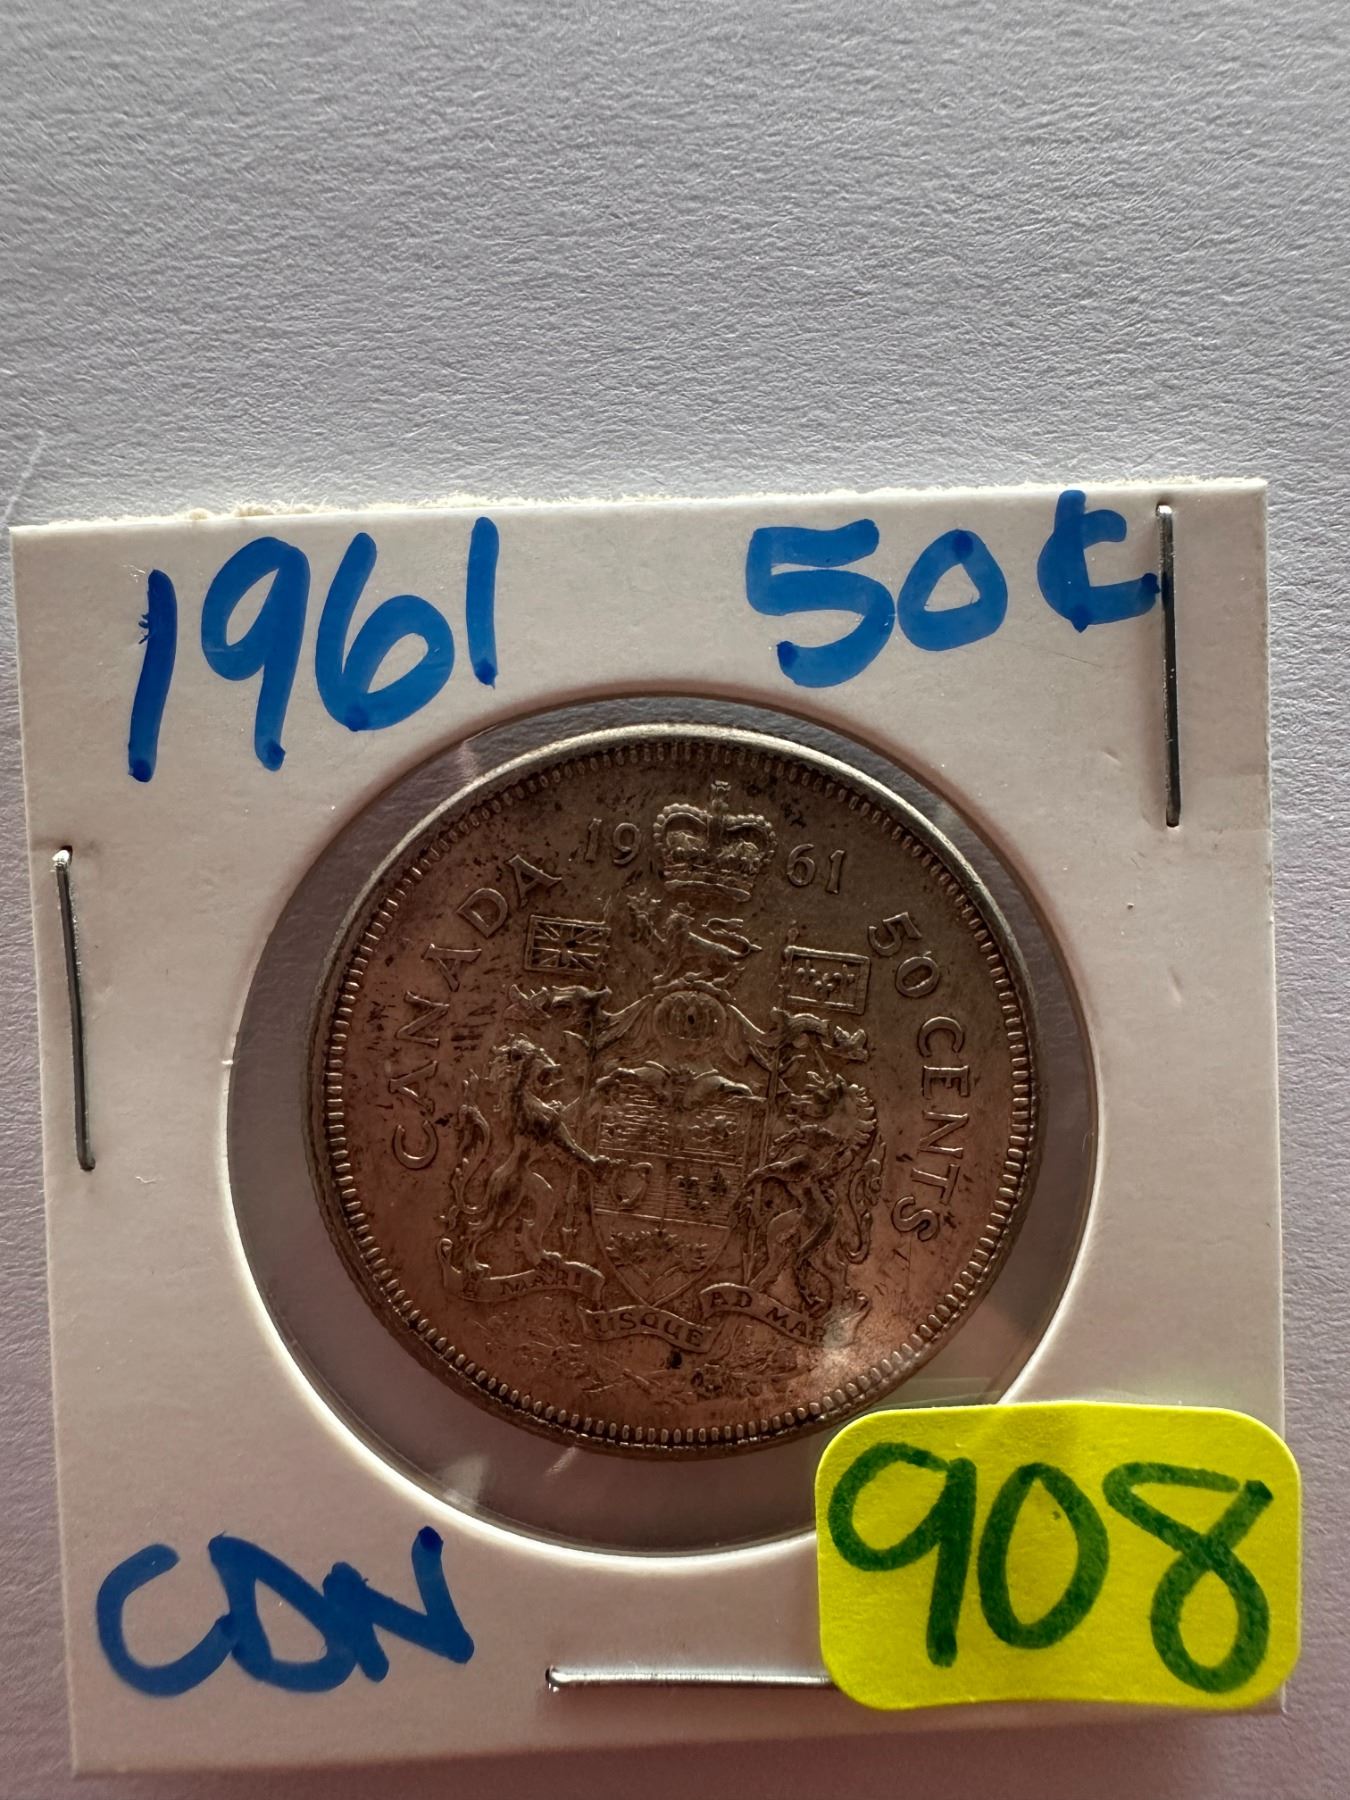 1961 50¢
CANADA 1961 50 CENTS
A MARI USQUE AD MARE
CDN
908